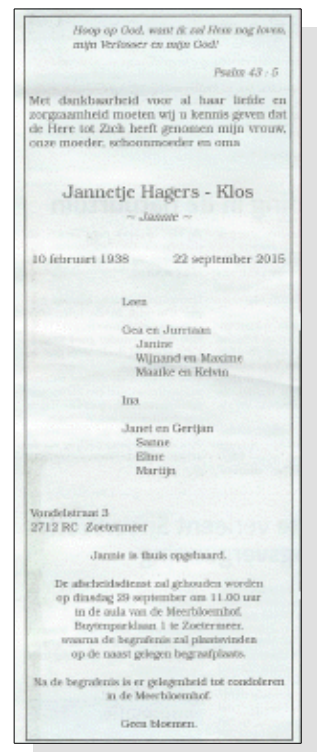 Hoop op God, want ik zal Hem nog loven,
mijn Verlosser en mijn God!
Psalm 43 : 5
Met dankbaarheid voor al haar liefde en
zorgzaamheid moeten wij u kennis geven dat
de Here tot Zich heeft genomen mijn vrouw,
onze moeder, schoonmoeder en oma
Jannetje Hagers - Klos
~ Jannie ~
10 februari 1938 22 september 2015
Leen
Gea en Jurriaan
Janine
Wijnand en Maxime
Maaike en Kelvin
Ina
Janet en Gertjan
Sanne
Eline
Martijn
Vondelstraat 3
2712 RC Zoetermeer
Jannie is thuis opgebaard.
De afscheidsdienst zal gehouden worden
op dinsdag 29 september om 11.00 uur
in de aula van de Meerbloemhof,
Buytenparklaan 1 te Zoetermeer,
waarna de begrafenis zal plaatsvinden
op de naast gelegen begraafplaats.
Na de begrafenis is er gelegenheid tot condoleren
in de Meerbloemhof.
Geen bloemen.